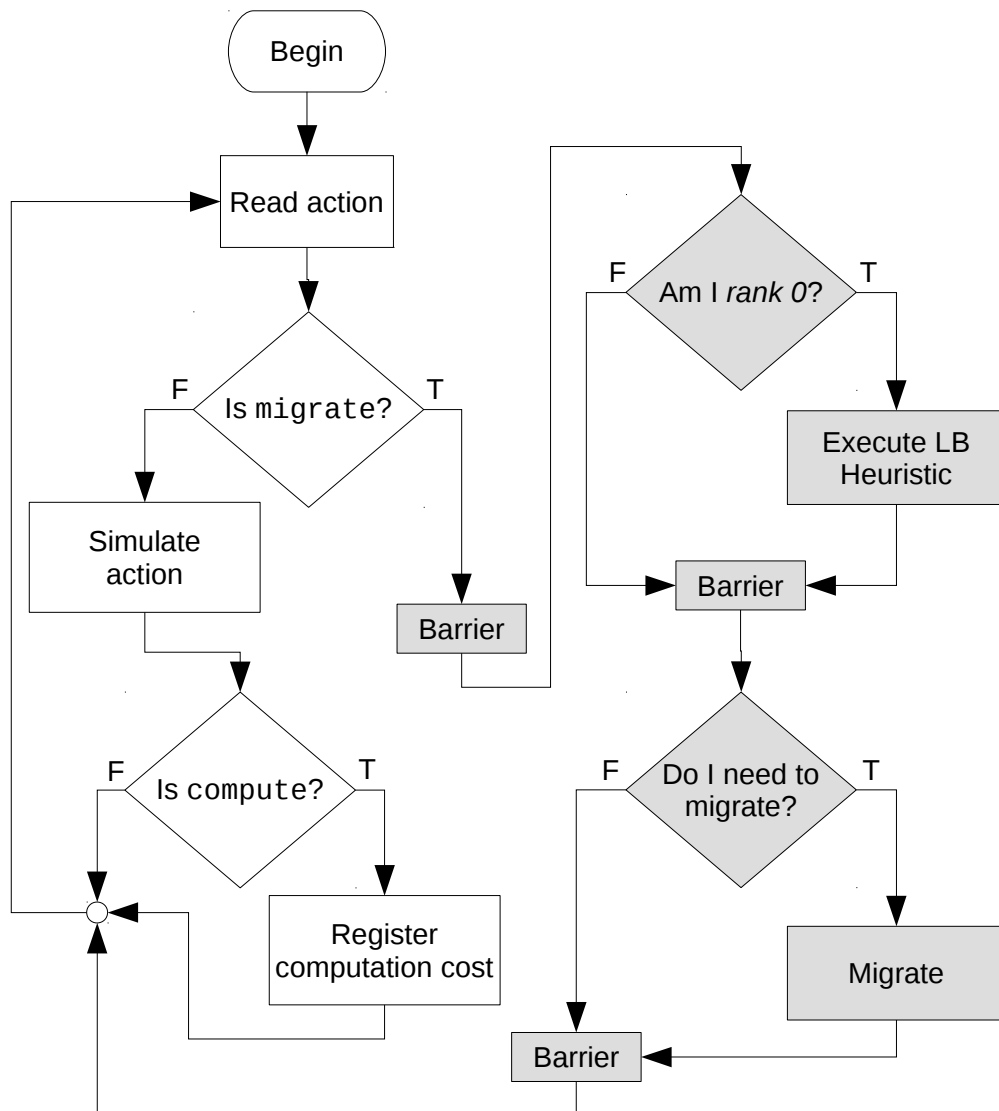 Begin
Read action
F
T
Is migrate?
Simulate
action
Barrier
F
T
Is compute?
Register
computation cost
F
T
Am I rank 0?
Execute LB
Heuristic
Barrier
F
T
Do I need to
migrate?
Migrate
Barrier